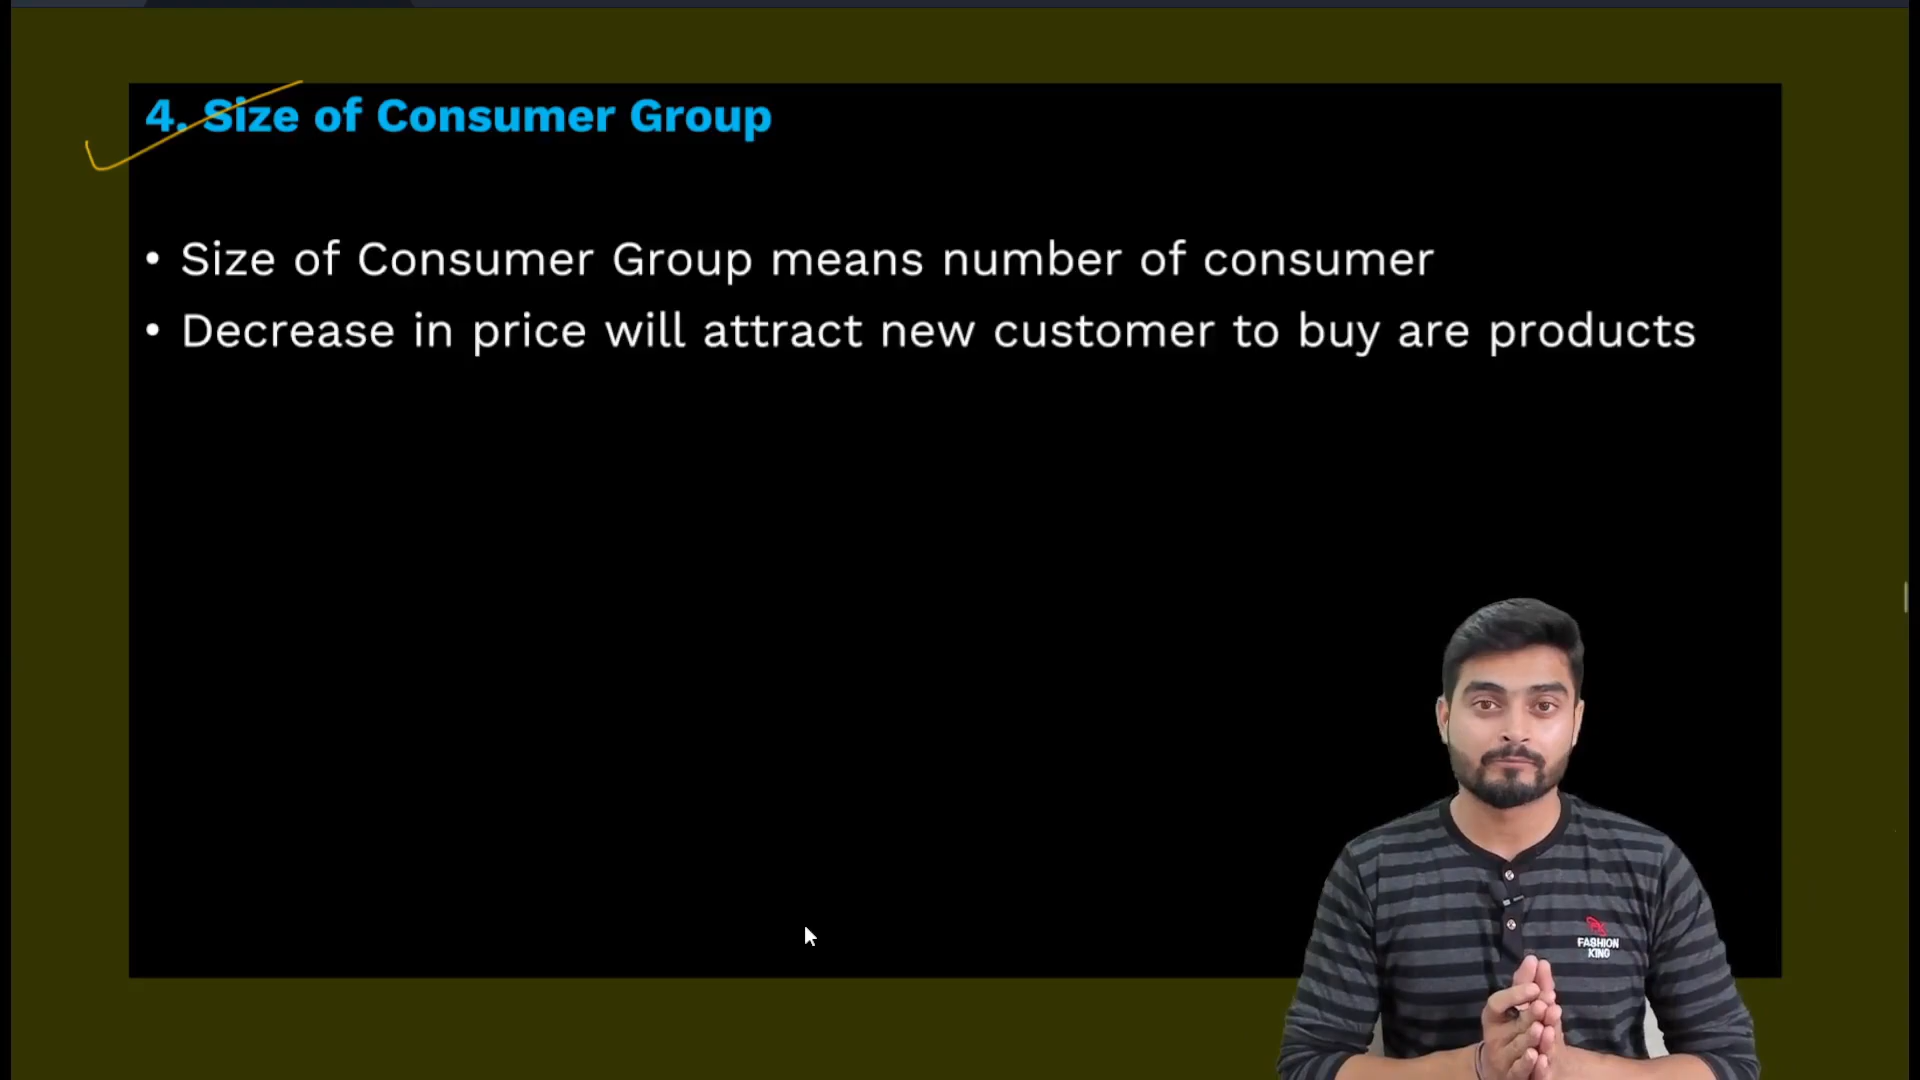 4. Size of Consumer Group
• Size of Consumer Group means number of consumer
• Decrease in price will attract new customer to buy are products
FASHION
KING